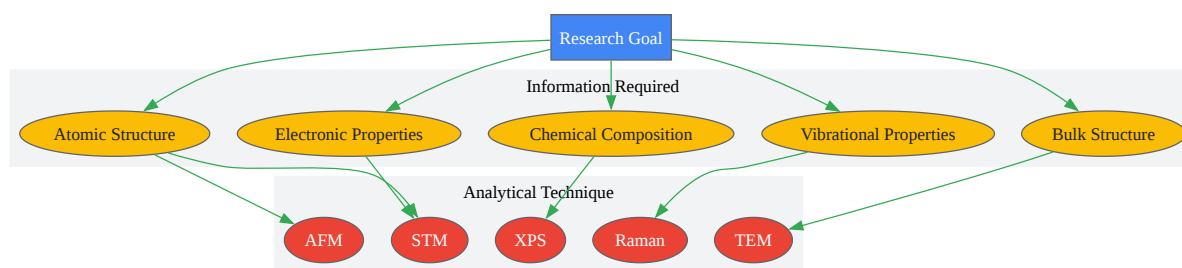 Research Goal
Information Required
Atomic Structure
Electronic Properties
Chemical Composition
Vibrational Properties
Bulk Structure
Analytical Technique
AFM
STM
XPS
Raman
TEM